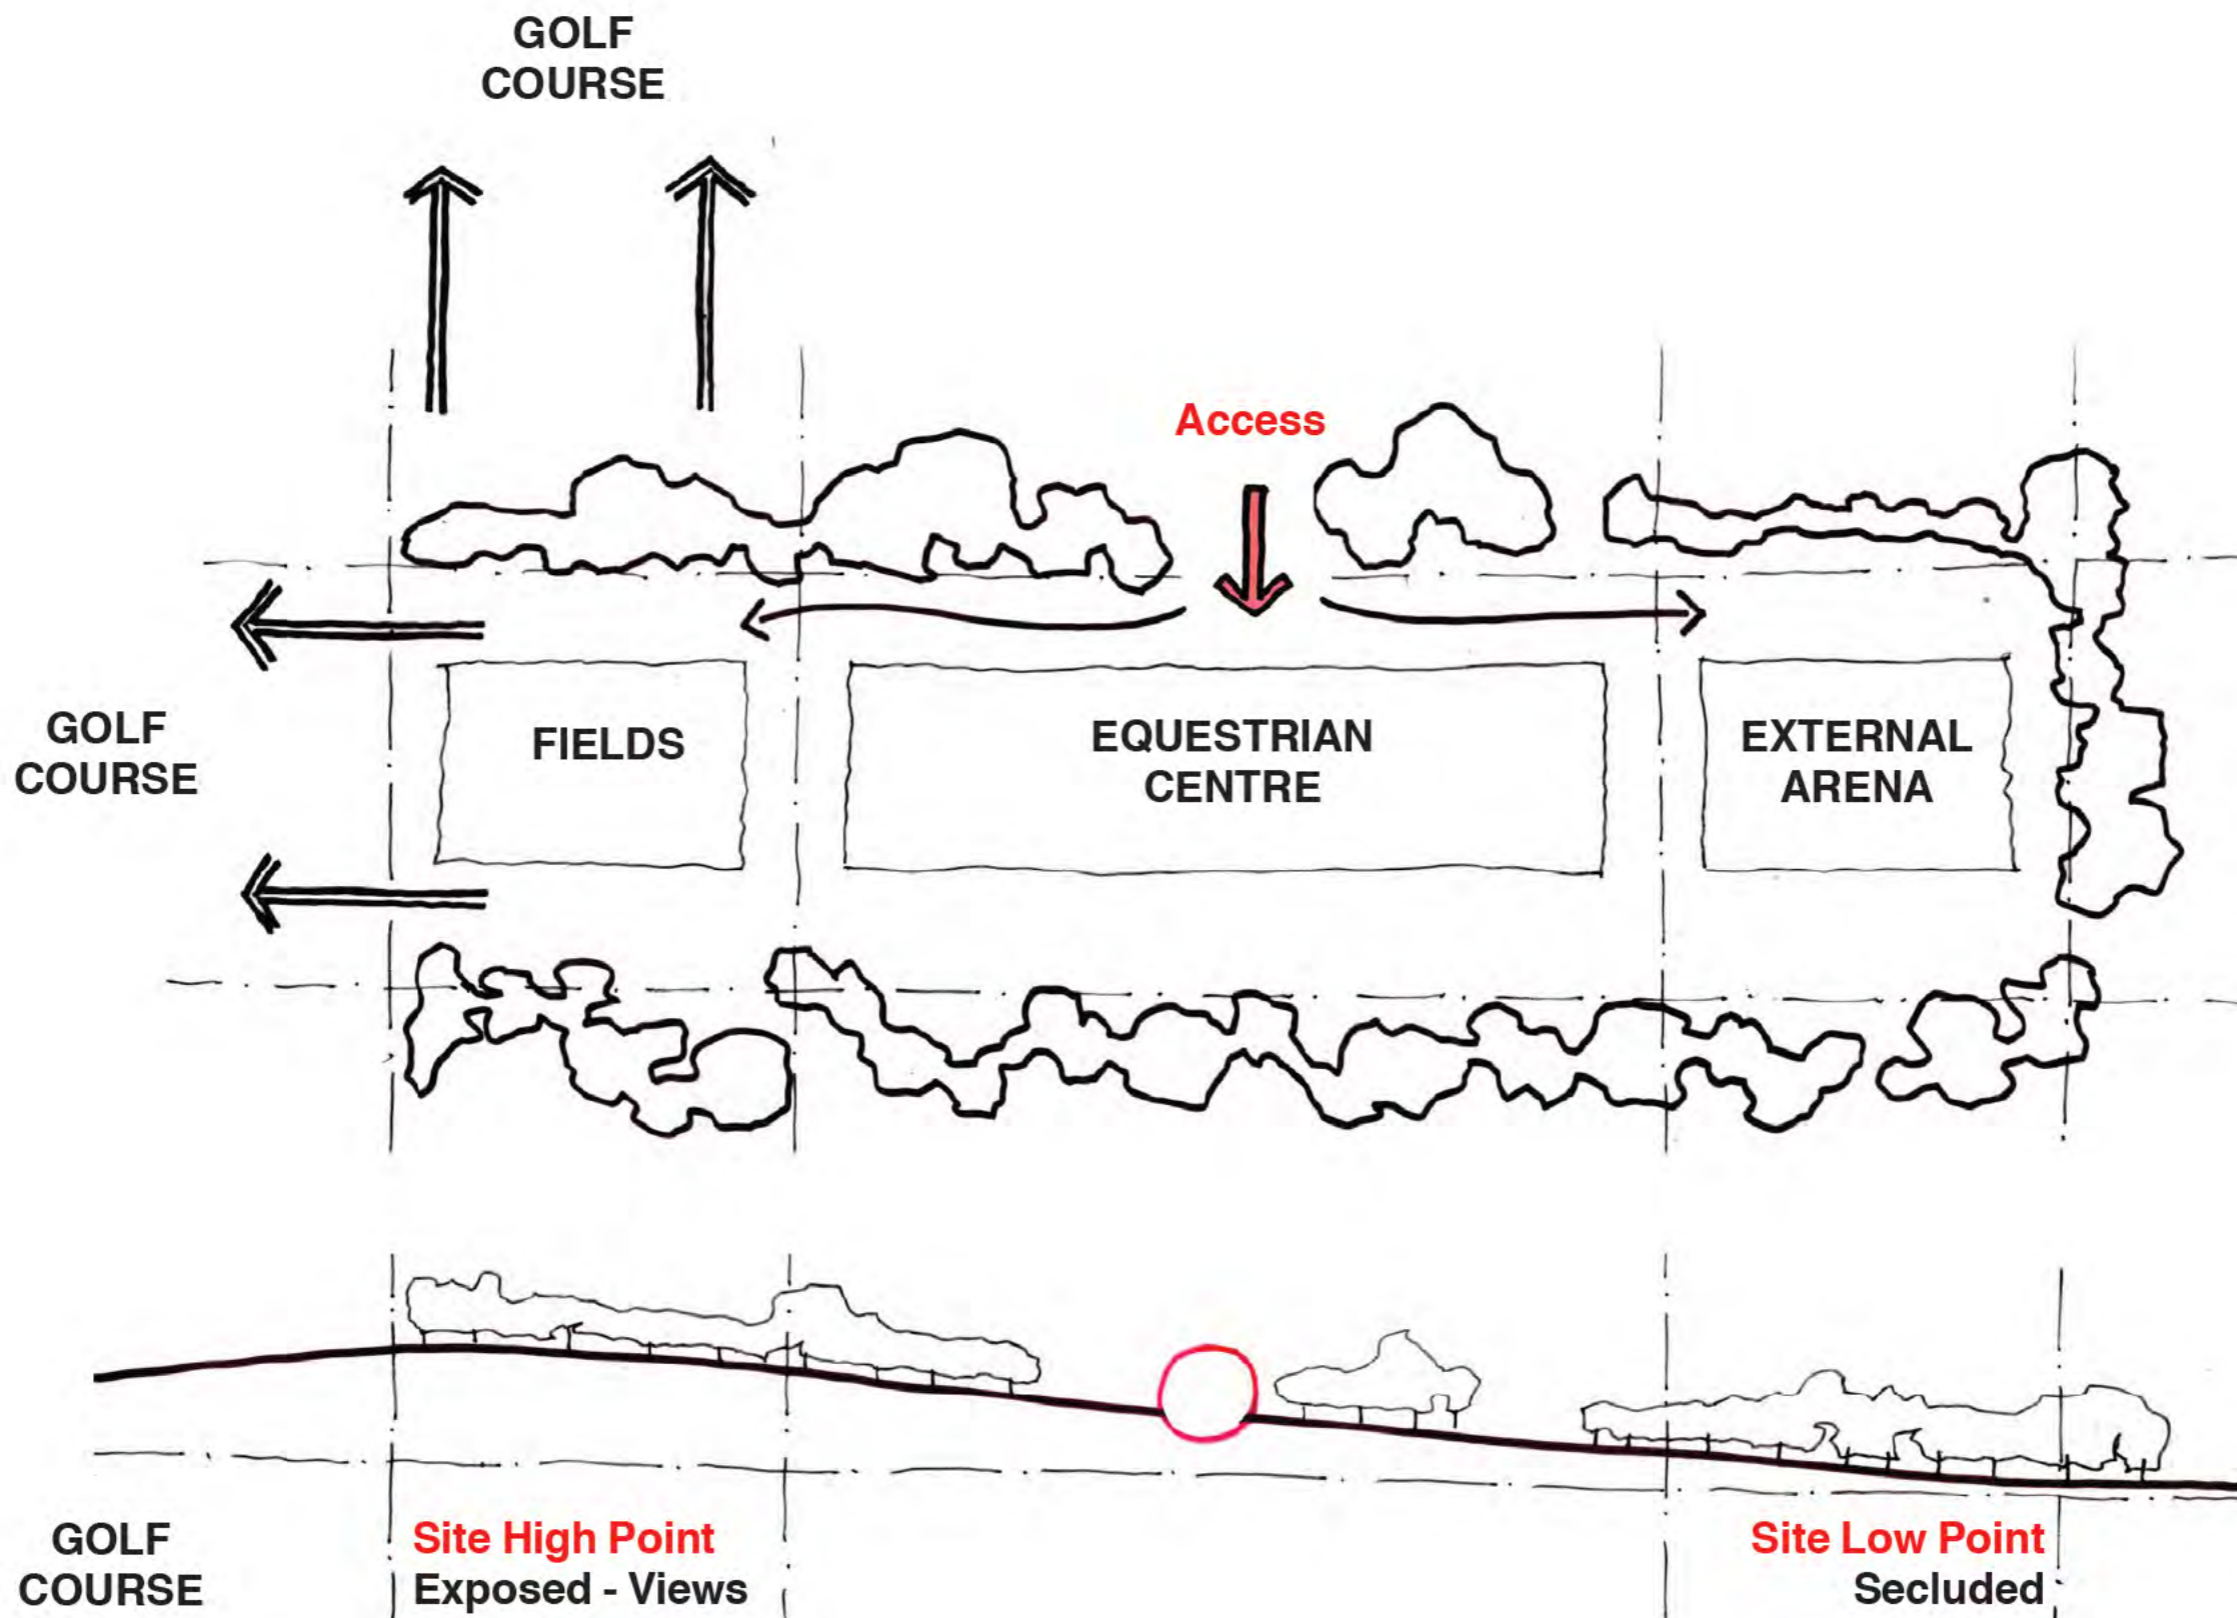 GOLF
COURSE
Access
GOLF
COURSE
FIELDS
EQUESTRIAN
CENTRE
EXTERNAL
ARENA
GOLF
COURSE
Site High Point
Exposed - Views
Site Low Point
Secluded